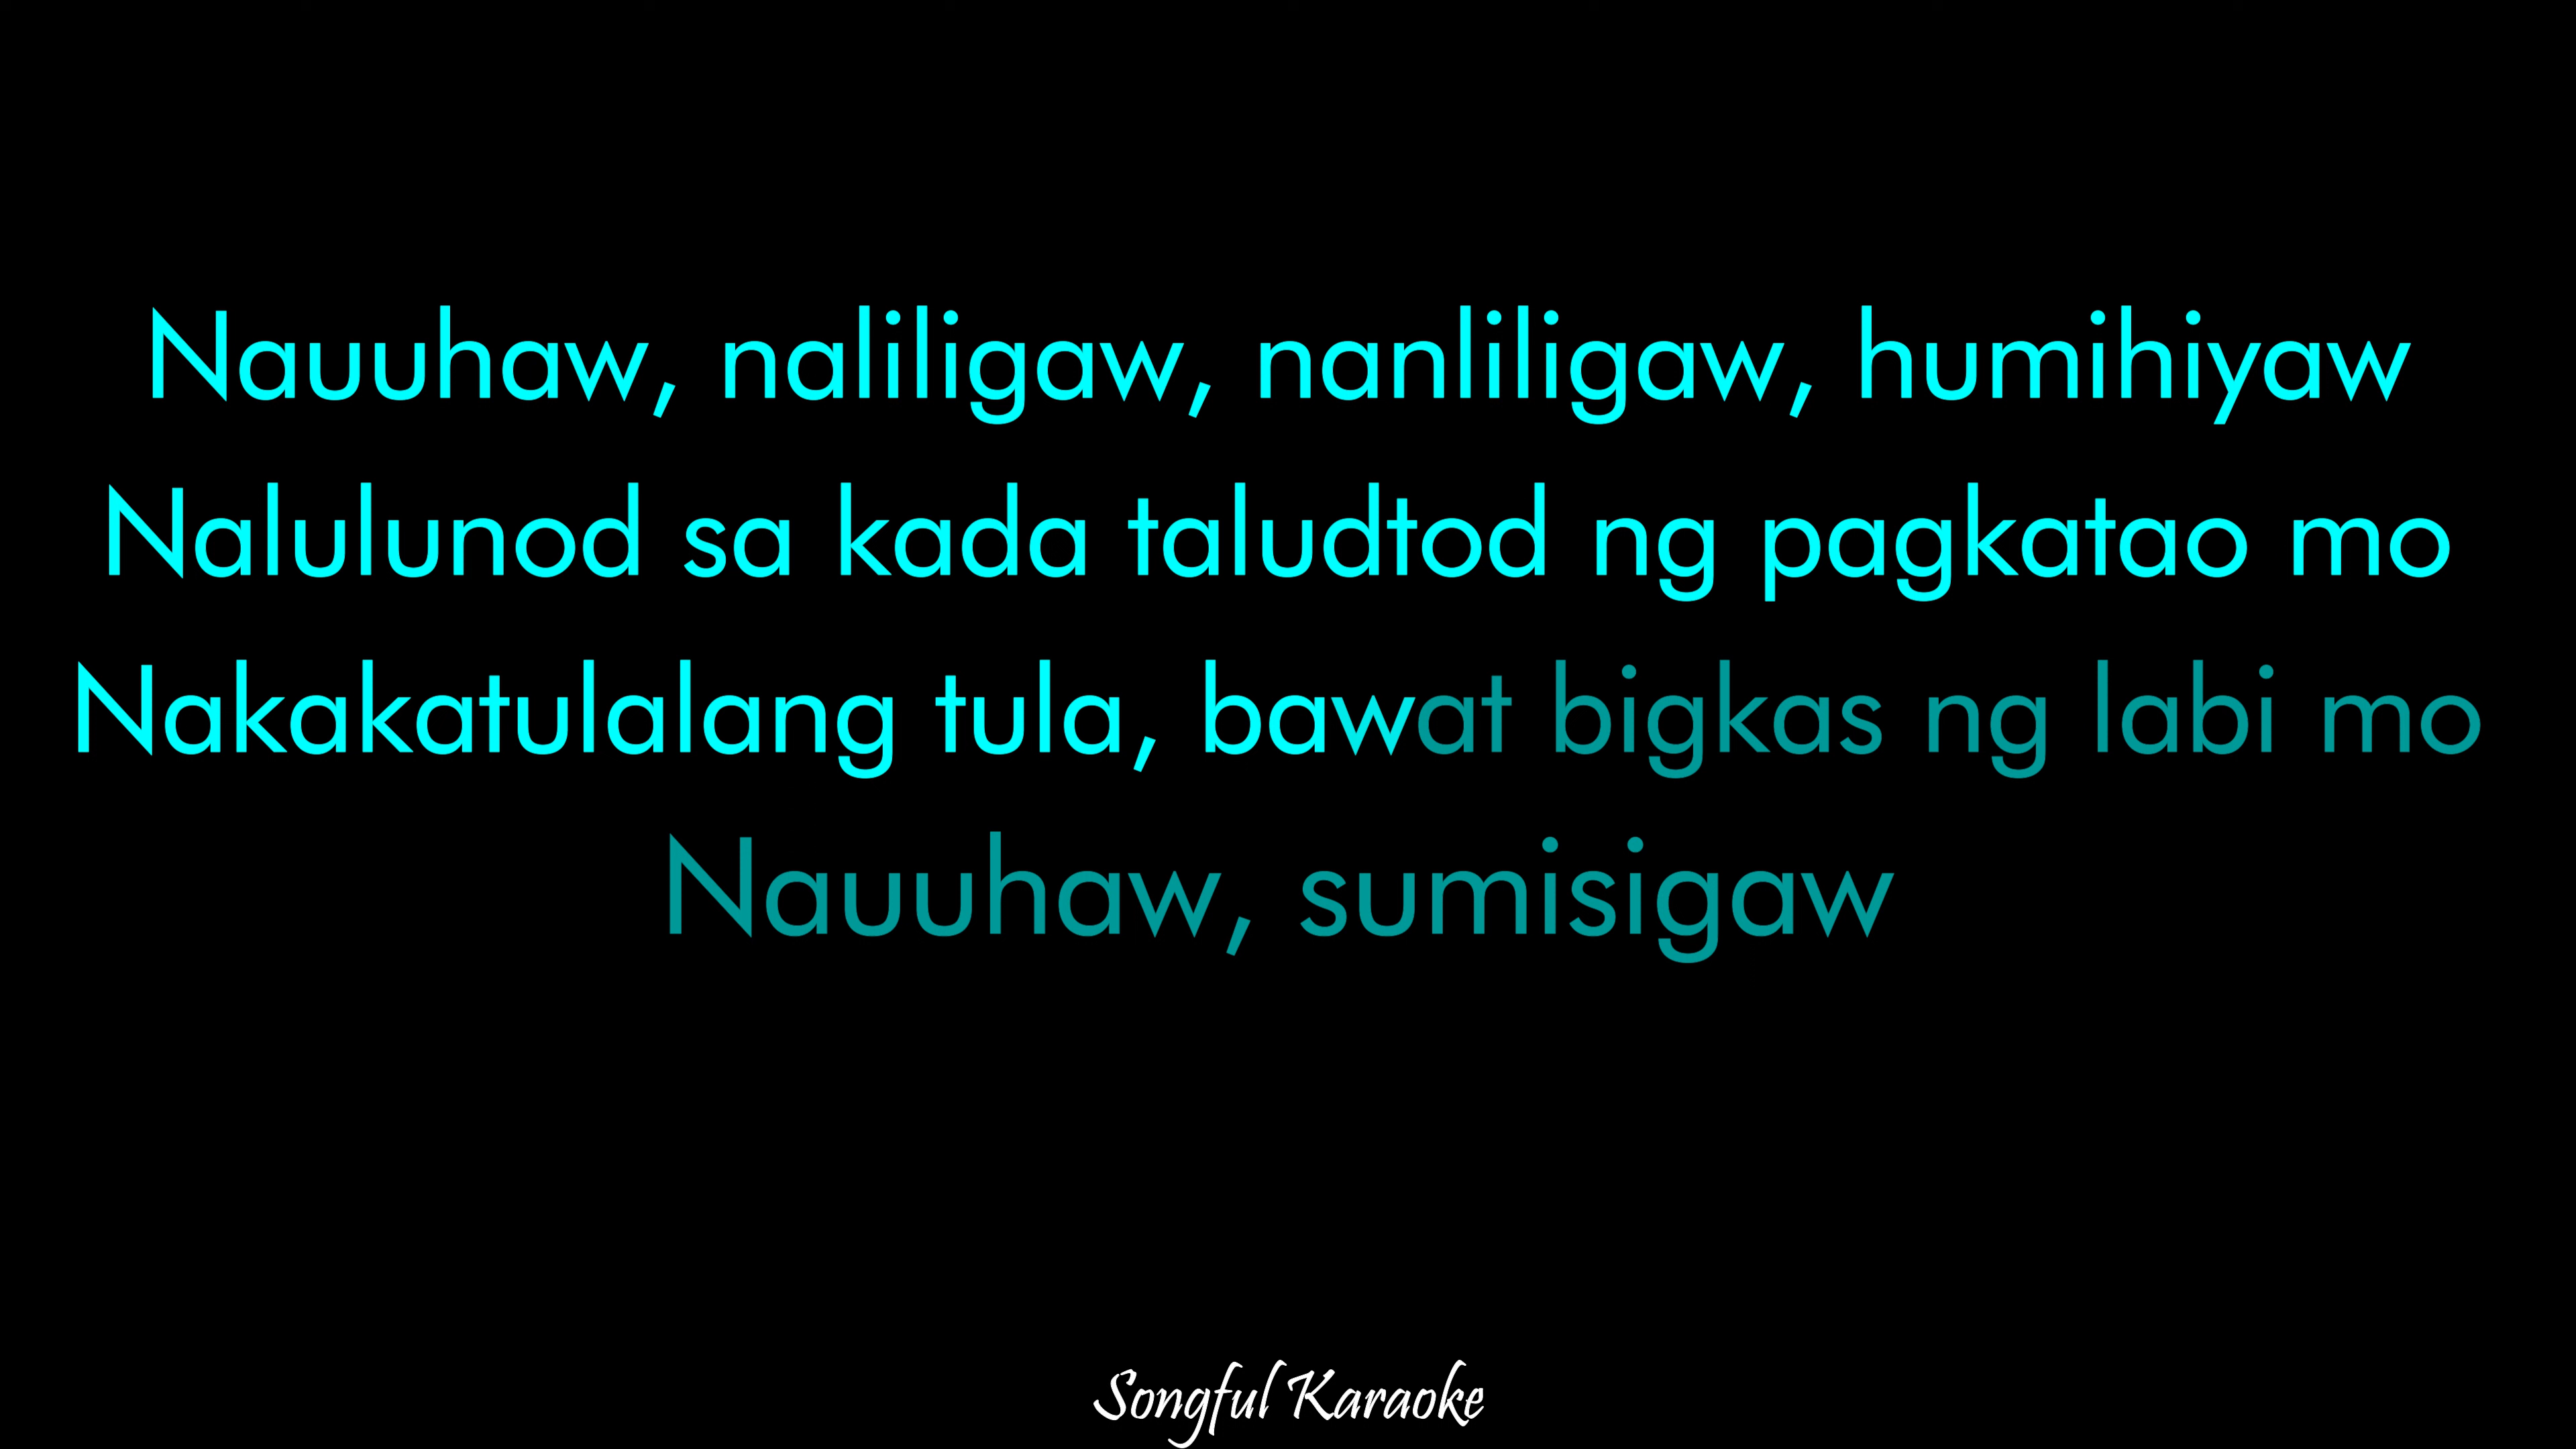 Nauuhaw, naliligaw, nanliligaw, humihiyaw
Nalulunod sa kada taludtod ng pagkatao mo
Nakakatulalang tula, bawat bigkas ng labi mo
Nauuhaw, sumisigaw
Songful Karaoke